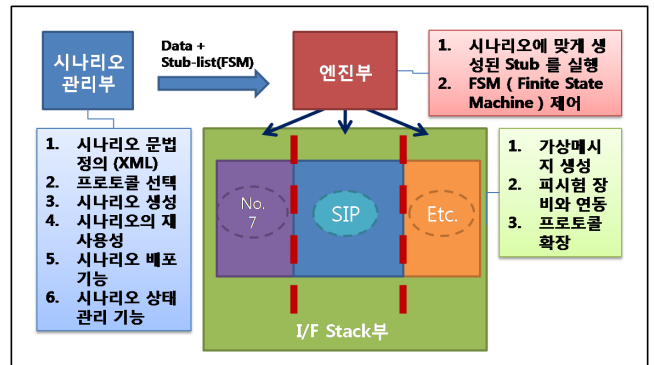 시나리오
관리부
Data +
Stub-list(FSM)
엔진부
1. 시나리오에 맞게 생
성된 Stub 를 실행
2. FSM ( Finite State
Machine ) 제어
1. 시나리오 문법
정의 (XML)
2. 프로토콜 선택
3. 시나리오 생성
4. 시나리오의 재
사용성
5. 시나리오 배포
기능
6. 시나리오 상태
관리 기능
No.
7
SIP
Etc.
I/F Stack부
1. 가상메시
지 생성
2. 피시험 장
비와 연동
3. 프로토콜
확장